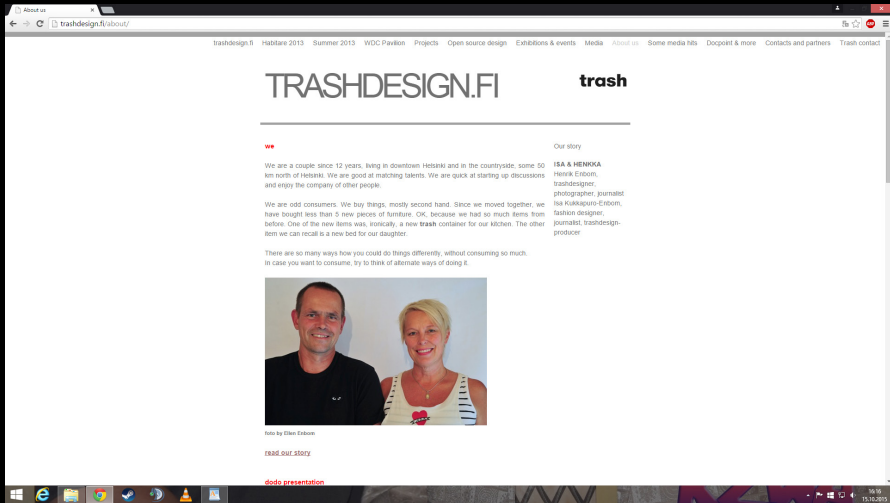 About us
trashdesign.fi/about/
trashdesign.fi Habitare 2013 Summer 2013 WDC Pavilion Projects Open source design Exhibitions & events Media About us Some media hits Docpoint & more Contacts and partners Trash contact
TRASHDESIGN.FI
trash
we
We are a couple since 12 years, living in downtown Helsinki and in the countryside, some 50
km north of Helsinki. We are good at matching talents. We are quick at starting up discussions
and enjoy the company of other people.
We are odd consumers. We buy things, mostly second hand. Since we moved together, we
have bought less than 5 new pieces of furniture. OK, because we had so much items from
before. One of the new items was, ironically, a new trash container for our kitchen. The other
item we can recall is a new bed for our daughter.
There are so many ways how you could do things differently, without consuming so much.
In case you want to consume, try to think of alternate ways of doing it.
foto by Ellen Enbom
read our story
dodo presentation
Our story
ISA & HENKKA
Henrik Enbom,
trashdesigner,
photographer, journalist
Isa Kukkapuro-Enbom,
fashion designer,
journalist, trashdesign-
producer
16:16
15.10.2015